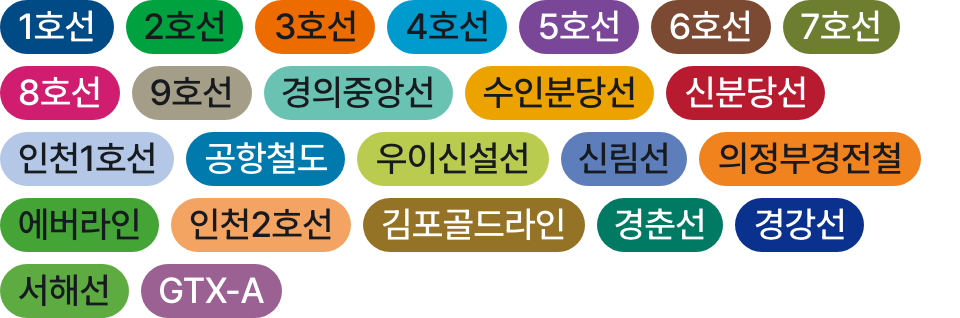 1호선 2호선 3호선 4호선 5호선 6호선 7호선
8호선 9호선 경의중앙선 수인분당선 신분당선
인천1호선 공항철도 우이신설선 신림선 의정부경전철
에버라인 인천2호선 김포골드라인 경춘선 경강선
서해선 GTX-A